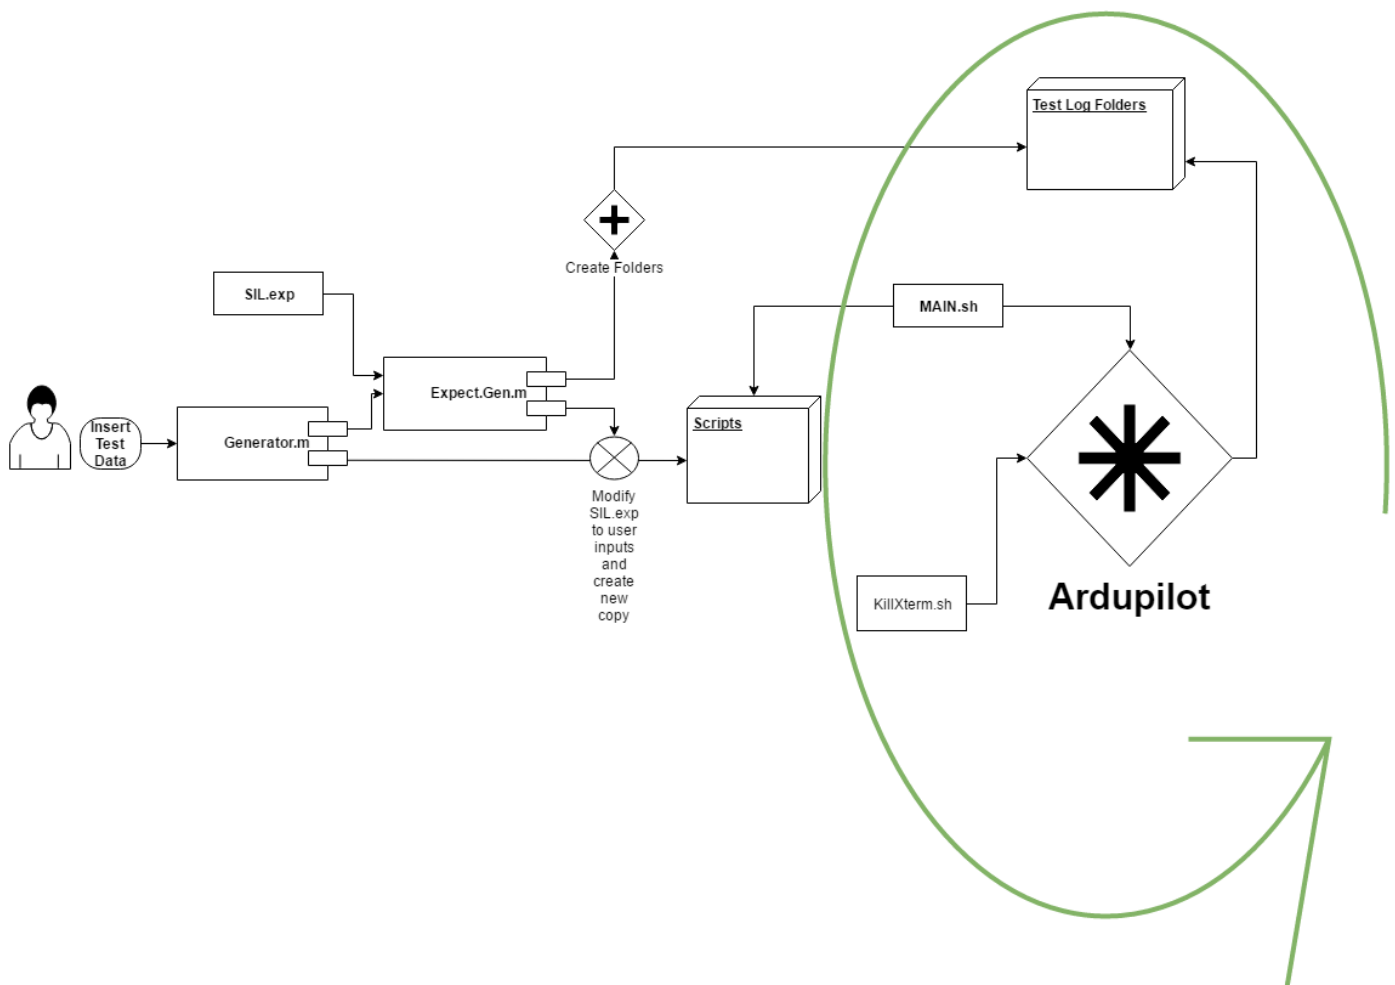 Test Log Folders
Create Folders
SIL.exp
MAIN.sh
Expect.Gen.m
Insert
Test
Data
Generator.m
Scripts
Modify
SIL.exp
to user
inputs
and
create
new
copy
KillXterm.sh
Ardupilot